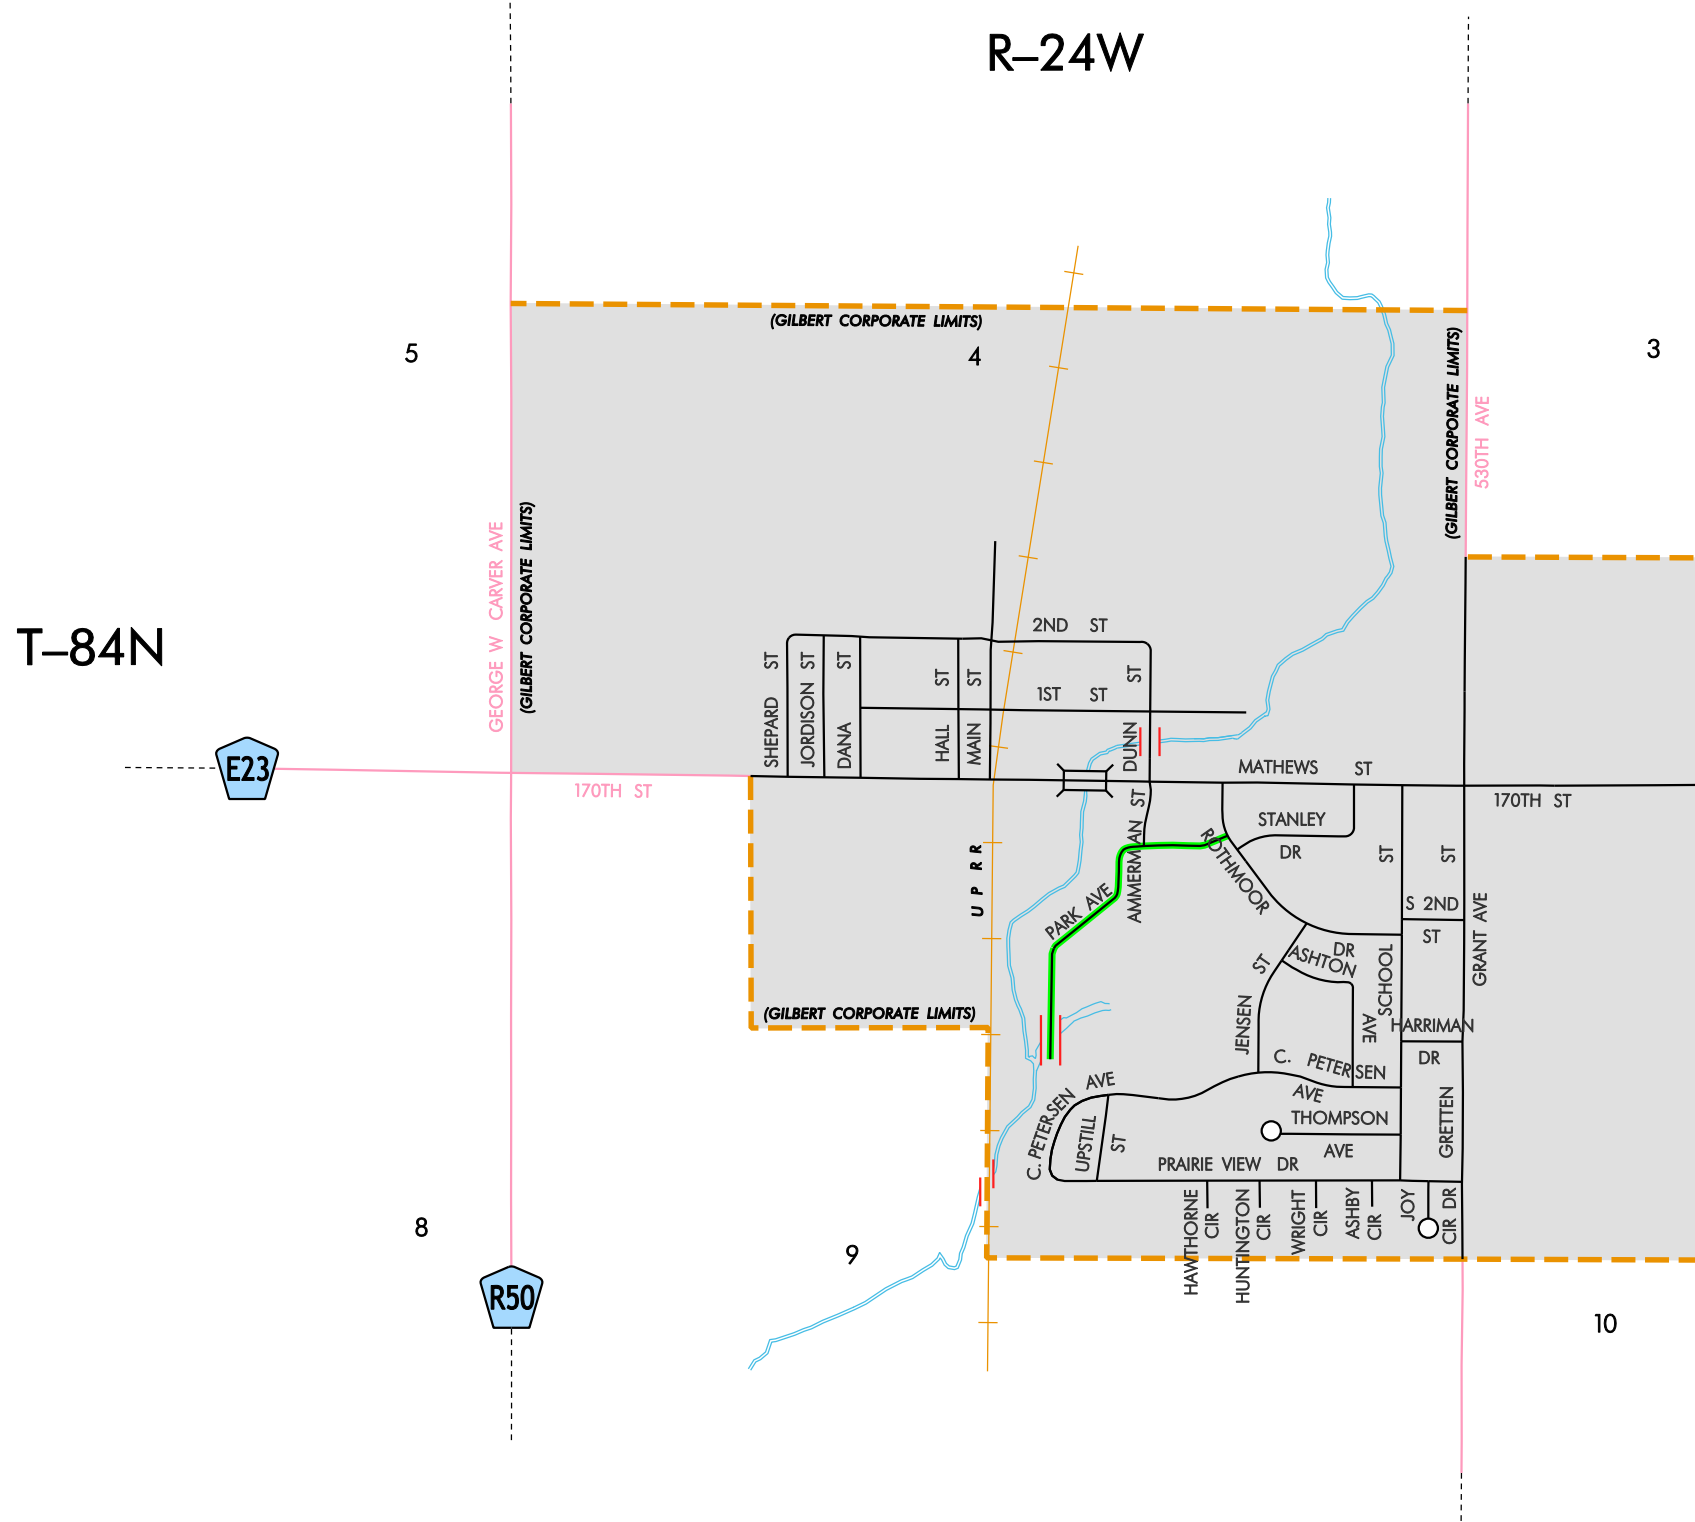 R–24W
(GILBERT CORPORATE LIMITS)
5
4
3
(GILBERT CORPORATE LIMITS)
530TH AVE
GEORGE W CARVER AVE
(GILBERT CORPORATE LIMITS)
T–84N
2ND ST
SHEPARD ST
JORDISON ST
DANA ST
HALL ST
MAIN ST
1ST ST
DUNN ST
E23
170TH ST
MATHEWS ST
170TH ST
STANLEY
DR
AMMERMAN ST
ROTHMOOR
DR
U P R R
PARK AVE
SCHOOL ST
S 2ND
ST
GRETTEN ST
GRANT AVE
ASHTON
AVE
JENSEN ST
(GILBERT CORPORATE LIMITS)
HARRIMAN
DR
C. PETERSEN
AVE
C. PETERSEN AVE
UPSTILL ST
THOMPSON
AVE
PRAIRIE VIEW DR
HAWTHORNE
CIR
HUNTINGTON
CIR
WRIGHT
CIR
ASHBY
CIR
JOY
CIR
DR
8
9
R50
10